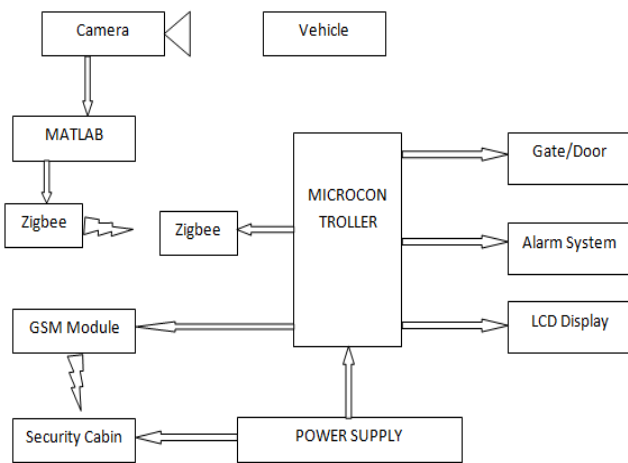 Camera
Vehicle
MATLAB
Gate/Door
MICROCON
TROLLER
Zigbee
Zigbee
Alarm System
GSM Module
LCD Display
Security Cabin
POWER SUPPLY